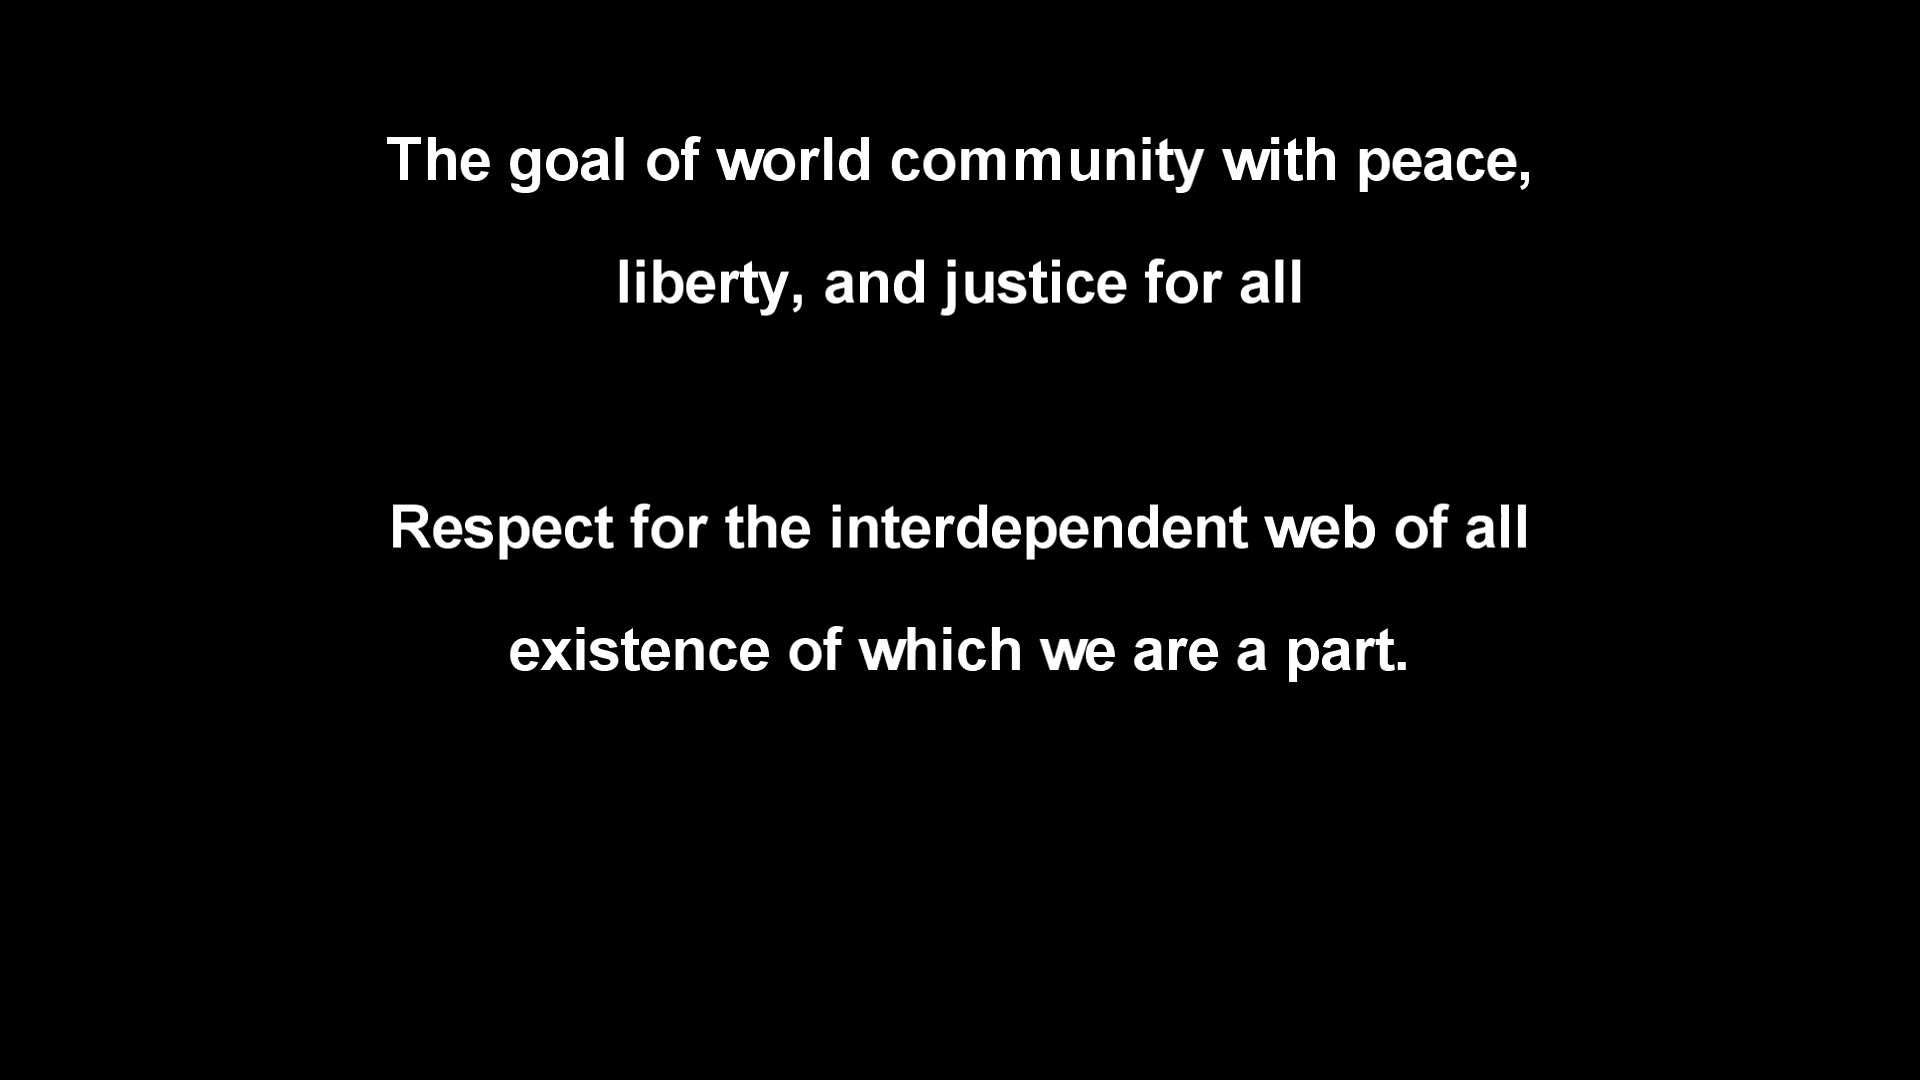 The goal of world community with peace,
liberty, and justice for all
Respect for the interdependent web of all
existence of which we are a part.